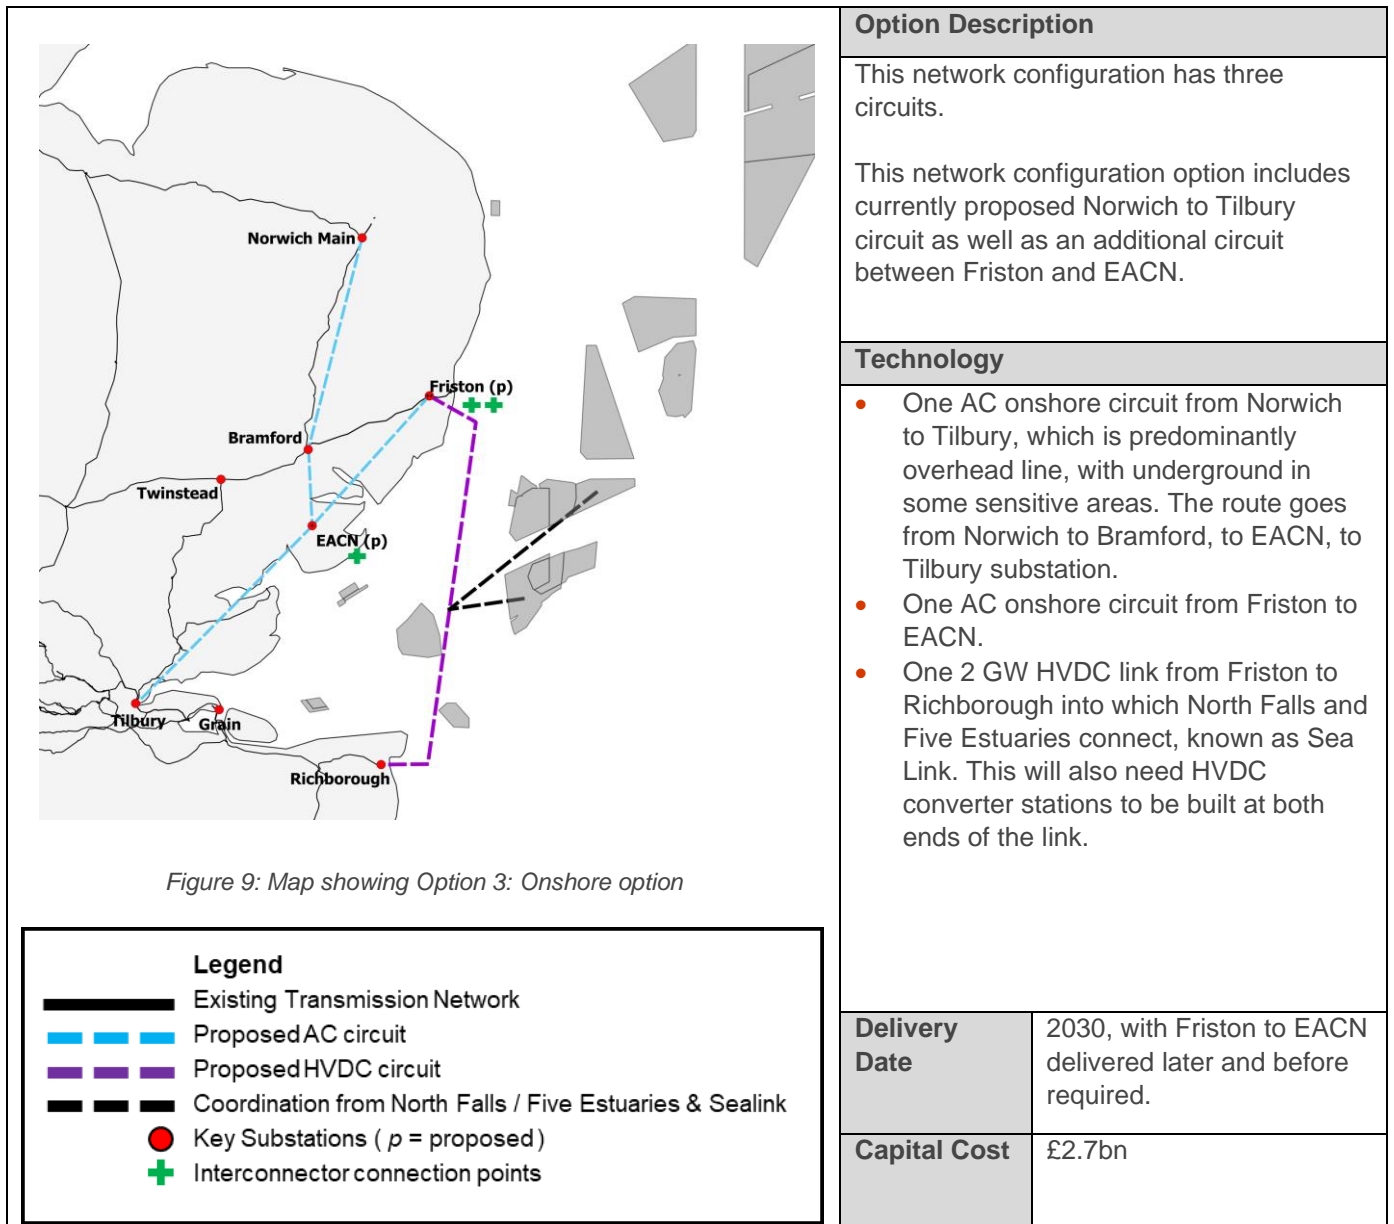 Norwich Main
Friston (p)
Bramford
Twinstead
EACN (p)
Tilbury
Grain
Richborough
Figure 9: Map showing Option 3: Onshore option
Legend
Existing Transmission Network
Proposed AC circuit
Proposed HVDC circuit
Coordination from North Falls / Five Estuaries & Sealink
Key Substations ( p = proposed )
Interconnector connection points
Option Description
This network configuration has three
circuits.
This network configuration option includes
currently proposed Norwich to Tilbury
circuit as well as an additional circuit
between Friston and EACN.
Technology
• One AC onshore circuit from Norwich
to Tilbury, which is predominantly
overhead line, with underground in
some sensitive areas. The route goes
from Norwich to Bramford, to EACN, to
Tilbury substation.
• One AC onshore circuit from Friston to
EACN.
• One 2 GW HVDC link from Friston to
Richborough into which North Falls and
Five Estuaries connect, known as Sea
Link. This will also need HVDC
converter stations to be built at both
ends of the link.
Delivery
Date
2030, with Friston to EACN
delivered later and before
required.
Capital Cost
£2.7bn